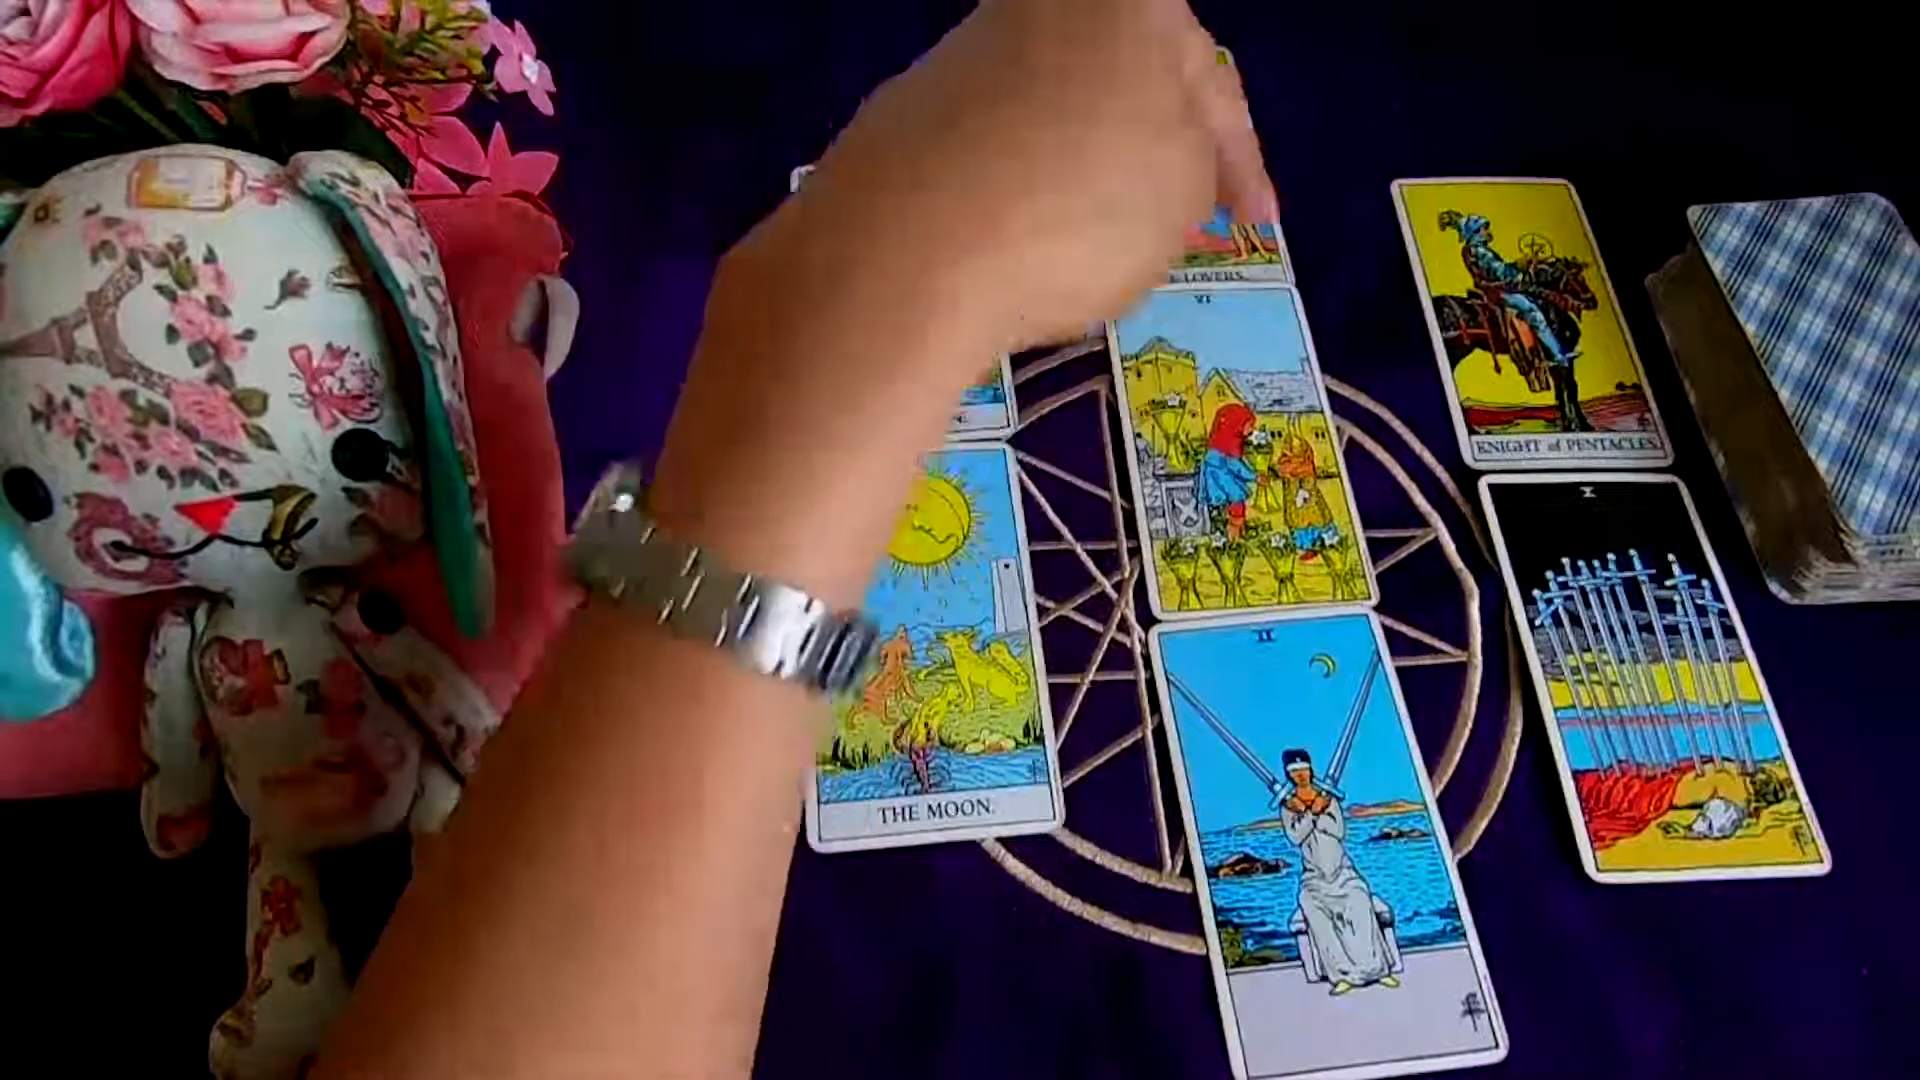 LOVERS.
VI
KNIGHT of PENTACLES.
X
II
THE MOON.